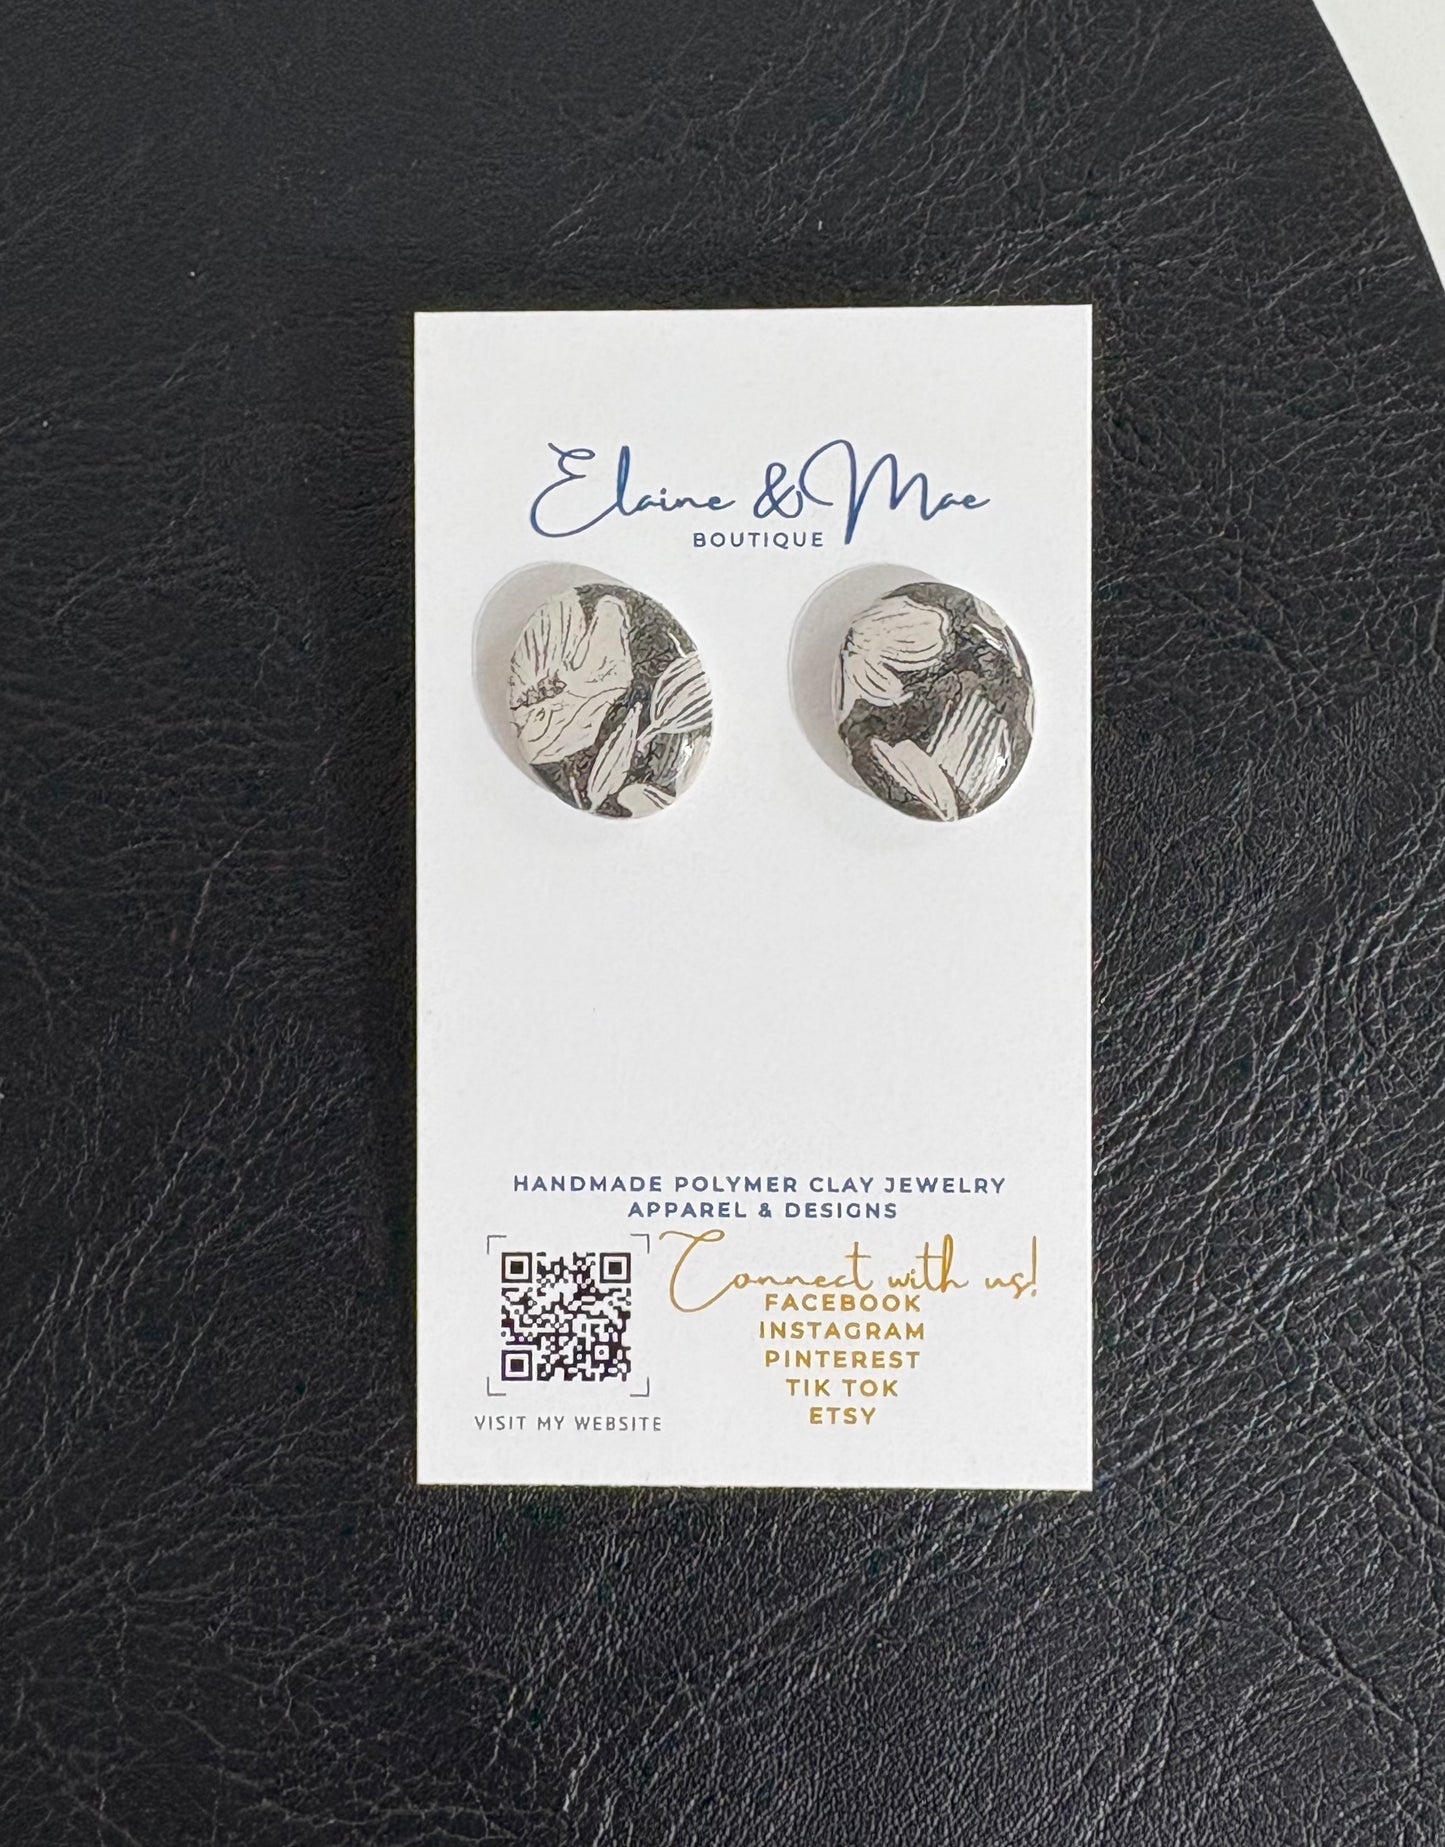 Elaine & Mae
BOUTIQUE
HANDMADE POLYMER CLAY JEWELRY
APPAREL & DESIGNS
Connect with us!
FACEBOOK
INSTAGRAM
PINTEREST
TIK TOK
ETSY
VISIT MY WEBSITE